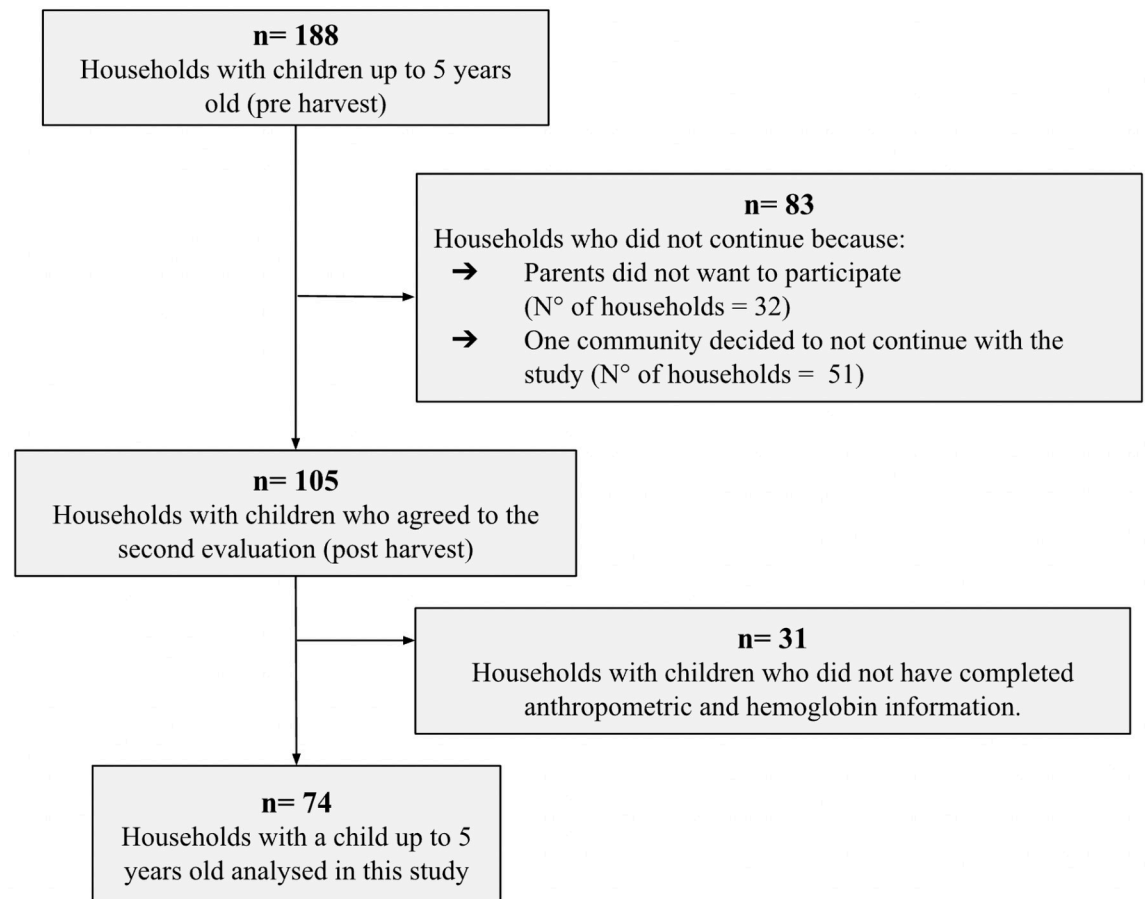 n= 188
Households with children up to 5 years
old (pre harvest)
n= 83
Households who did not continue because:
➔ Parents did not want to participate
(N° of households = 32)
➔ One community decided to not continue with the
study (N° of households = 51)
n= 105
Households with children who agreed to the
second evaluation (post harvest)
n= 31
Households with children who did not have completed
anthropometric and hemoglobin information.
n= 74
Households with a child up to 5
years old analysed in this study